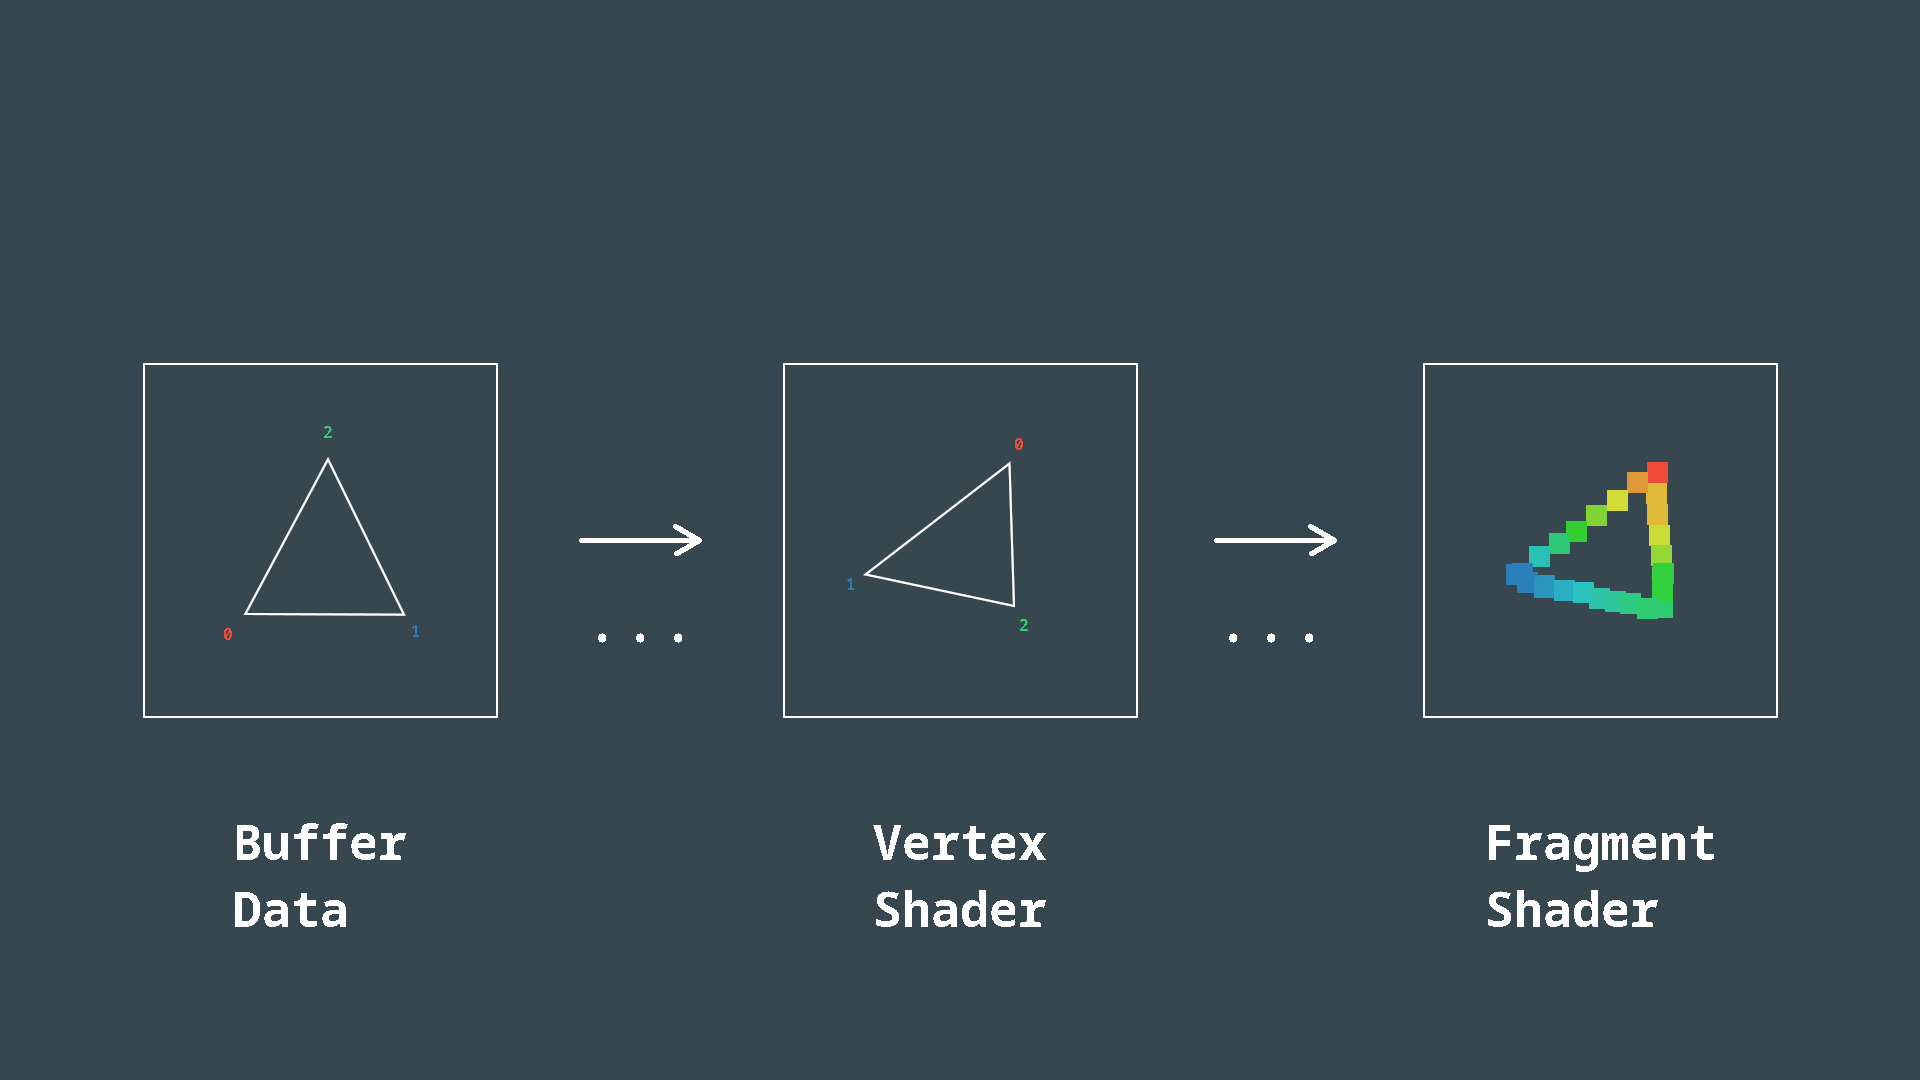 2
0
1
0
1
2
Buffer
Data
Vertex
Shader
Fragment
Shader